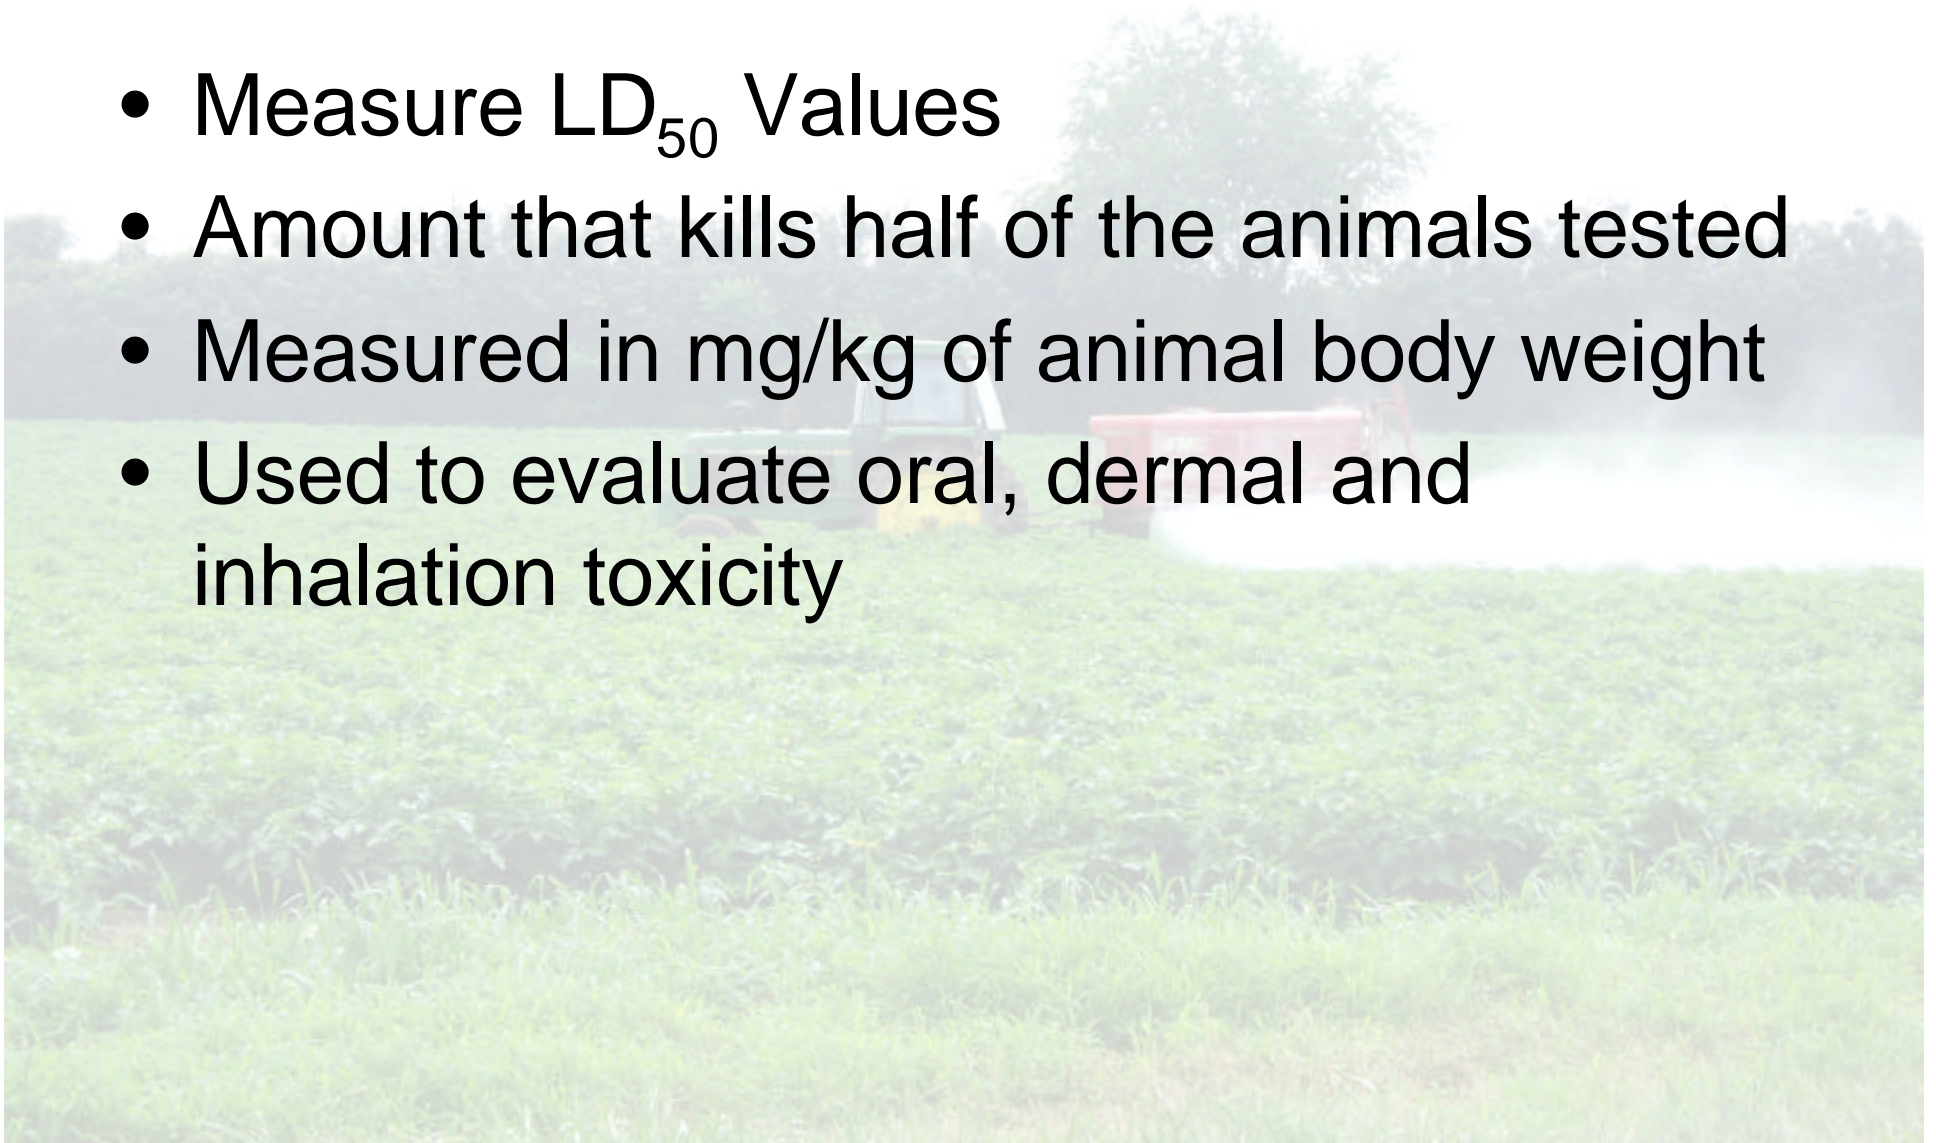 • Measure LD₅₀ Values
• Amount that kills half of the animals tested
• Measured in mg/kg of animal body weight
• Used to evaluate oral, dermal and
inhalation toxicity